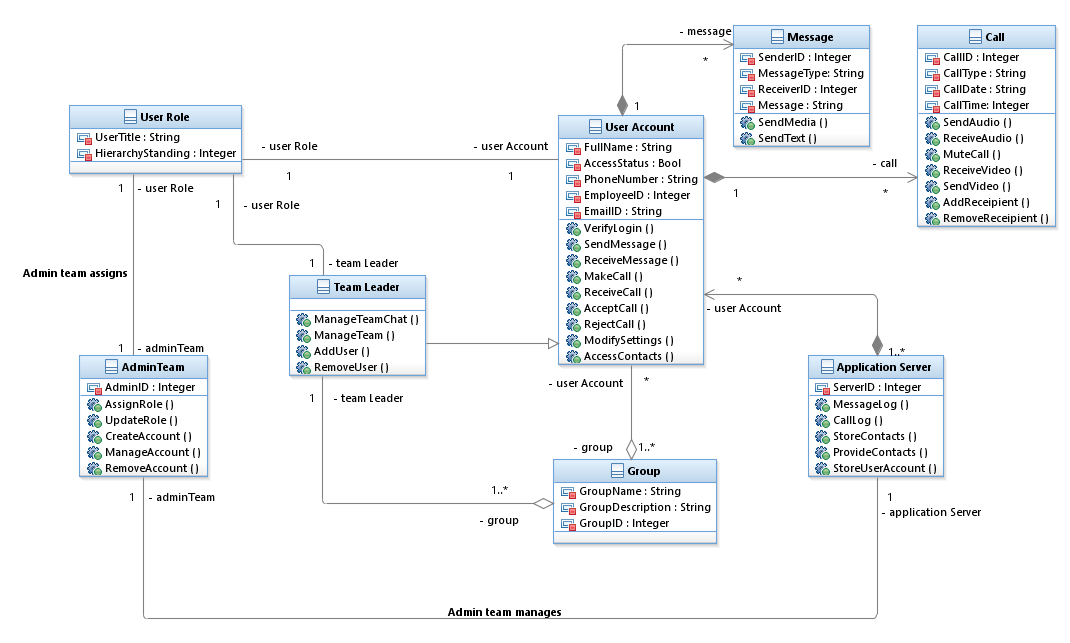 - message
*
1
Message
SenderID : Integer
MessageType: String
ReceiverID : Integer
Message : String
SendMedia ()
SendText ()
Call
CallID : Integer
CallType : String
CallDate : String
CallTime: Integer
SendAudio ()
ReceiveAudio ()
MuteCall ()
ReceiveVideo ()
SendVideo ()
AddReceipient ()
RemoveReceipient ()
- call
1
*
User Role
UserTitle : String
HierarchyStanding : Integer
- user Role
1
- user Account
1
User Account
FullName : String
AccessStatus : Bool
PhoneNumber : String
EmployeeID : Integer
EmailID : String
VerifyLogin ()
SendMessage ()
ReceiveMessage ()
MakeCall ()
ReceiveCall ()
AcceptCall ()
RejectCall ()
ModifySettings ()
AccessContacts ()
1
- user Role
1
- user Role
Admin team assigns
1
- team Leader
Team Leader
ManageTeamChat ()
ManageTeam ()
AddUser ()
RemoveUser ()
*
- user Account
1..*
1
- adminTeam
AdminTeam
AdminID : Integer
AssignRole ()
UpdateRole ()
CreateAccount ()
ManageAccount ()
RemoveAccount ()
Application Server
ServerID : Integer
MessageLog ()
CallLog ()
StoreContacts ()
ProvideContacts ()
StoreUserAccount ()
- user Account
*
1
- team Leader
- group
1..*
Group
GroupName : String
GroupDescription : String
GroupID : Integer
1..*
- group
1
- adminTeam
1
- application Server
Admin team manages